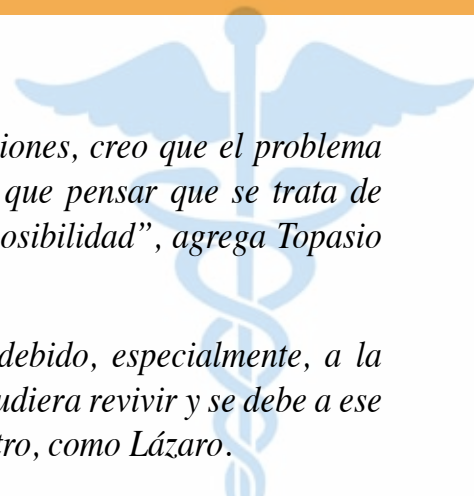 iones, creo que el problema
que pensar que se trata de
osibilidad”, agrega Topasio
debido, especialmente, a la
udiera revivir y se debe a ese
tro, como Lázaro.